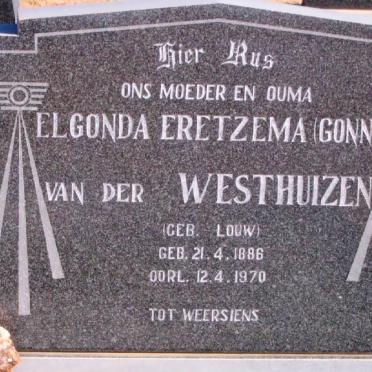 Hier Rus
ONS MOEDER EN OUMA
ELGONDA ERETZEMA (GONN
VAN DER WESTHUIZEN
(GEB. LOUW)
GEB. 21.4.1886
OORL. 12.4.1970
TOT WEERSIENS